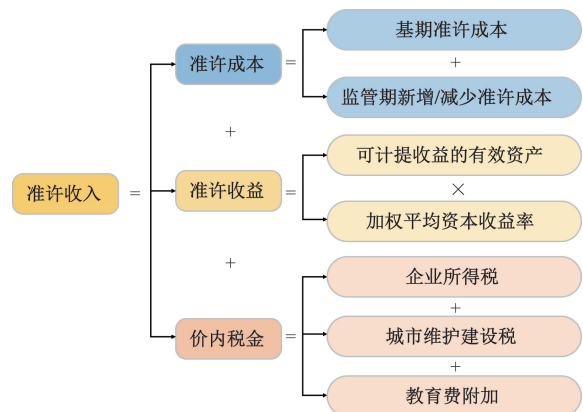 基期准许成本
准许成本
=
+
监管期新增/减少准许成本
+
可计提收益的有效资产
准许收入
=
准许收益
=
×
加权平均资本收益率
+
企业所得税
+
价内税金
=
城市维护建设税
+
教育费附加